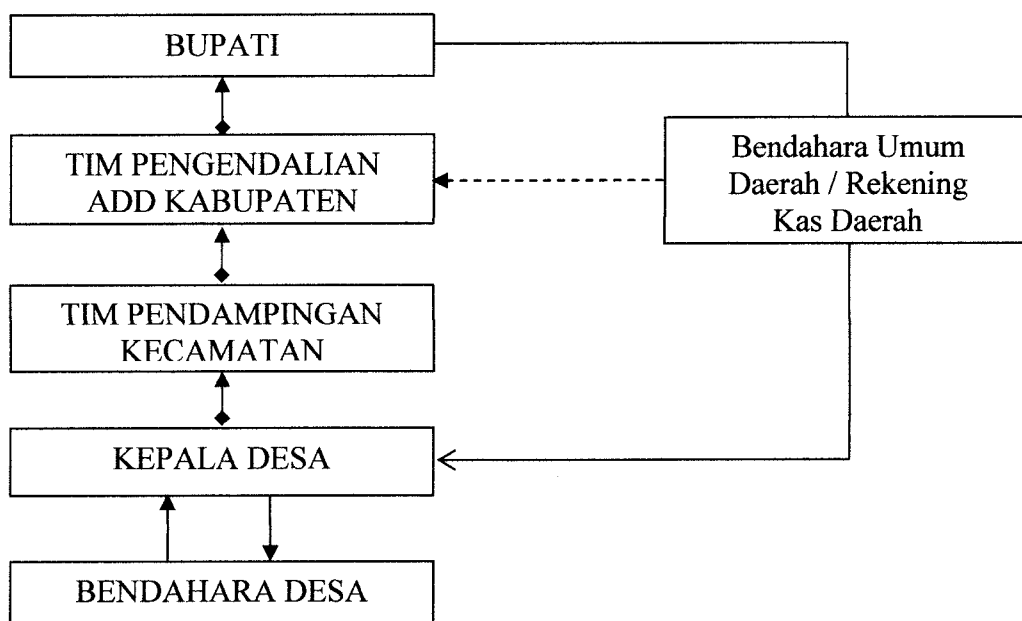 BUPATI
TIM PENGENDALIAN
ADD KABUPATEN
Bendahara Umum
Daerah / Rekening
Kas Daerah
TIM PENDAMPINGAN
KECAMATAN
KEPALA DESA
BENDAHARA DESA